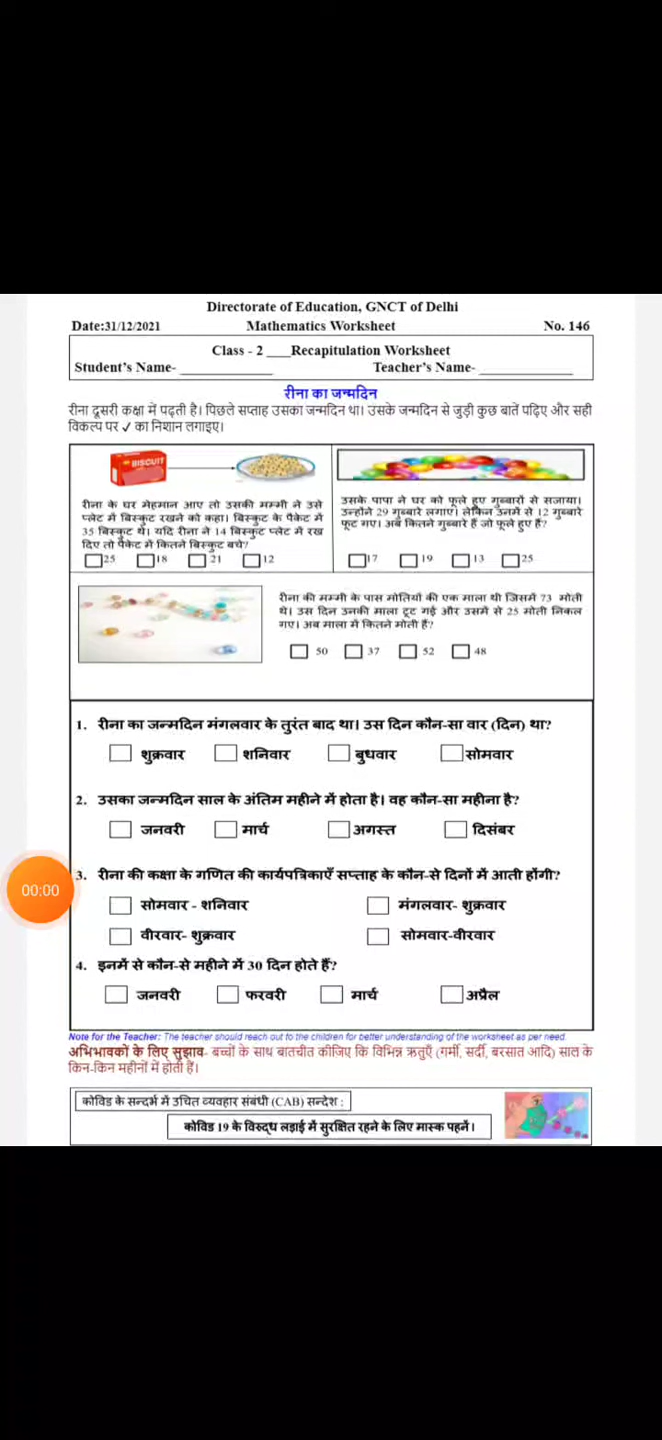 Directorate of Education, GNCT of Delhi
Date:31/12/2021 Mathematics Worksheet No. 146
Class - 2 ___Recapitulation Worksheet
Student's Name- ____________ Teacher's Name- ____________
रीना का जन्मदिन
रीना दूसरी कक्षा में पढ़ती है। पिछले सप्ताह उसका जन्मदिन था। उसके जन्मदिन से जुड़ी कुछ बातें पढ़िए और सही
विकल्प पर ✓ का निशान लगाइए।
BISCUIT
रीना के घर मेहमान आए तो उसकी मम्मी ने उसे
प्लेट में बिस्कुट रखने को कहा। बिस्कुट के पैकेट में
35 बिस्कुट थे। यदि रीना ने 14 बिस्कुट प्लेट में रख
दिए तो पैकेट में कितने बिस्कुट बचे?
25 18 21 12
उसके पापा ने घर को फूले हुए गुब्बारों से सजाया।
उन्होंने 29 गुब्बारे लगाए। लेकिन उनमें से 12 गुब्बारे
फूट गए। अब कितने गुब्बारे हैं जो फूले हुए हैं?
17 19 13 25
रीना की मम्मी के पास मोतियों की एक माला थी जिसमें 73 मोती
थे। उस दिन उनकी माला टूट गई और उसमें से 25 मोती निकल
गए। अब माला में कितने मोती हैं?
50 37 52 48
1. रीना का जन्मदिन मंगलवार के तुरंत बाद था। उस दिन कौन-सा वार (दिन) था?
शुक्रवार शनिवार बुधवार सोमवार
2. उसका जन्मदिन साल के अंतिम महीने में होता है। वह कौन-सा महीना है?
जनवरी मार्च अगस्त दिसंबर
00:00
3. रीना की कक्षा के गणित की कार्यपत्रिकाएँ सप्ताह के कौन-से दिनों में आती होंगी?
सोमवार - शनिवार मंगलवार- शुक्रवार
वीरवार- शुक्रवार सोमवार-वीरवार
4. इनमें से कौन-से महीने में 30 दिन होते हैं?
जनवरी फरवरी मार्च अप्रैल
Note for the Teacher: The teacher should reach out to the children for better understanding of the worksheet as per need.
अभिभावकों के लिए सुझाव- बच्चों के साथ बातचीत कीजिए कि विभिन्न ऋतुएँ (गर्मी, सर्दी, बरसात आदि) साल के
किन-किन महीनों में होती हैं।
कोविड के सन्दर्भ में उचित व्यवहार संबंधी (CAB) सन्देश :
कोविड 19 के विरुद्ध लड़ाई में सुरक्षित रहने के लिए मास्क पहनें।